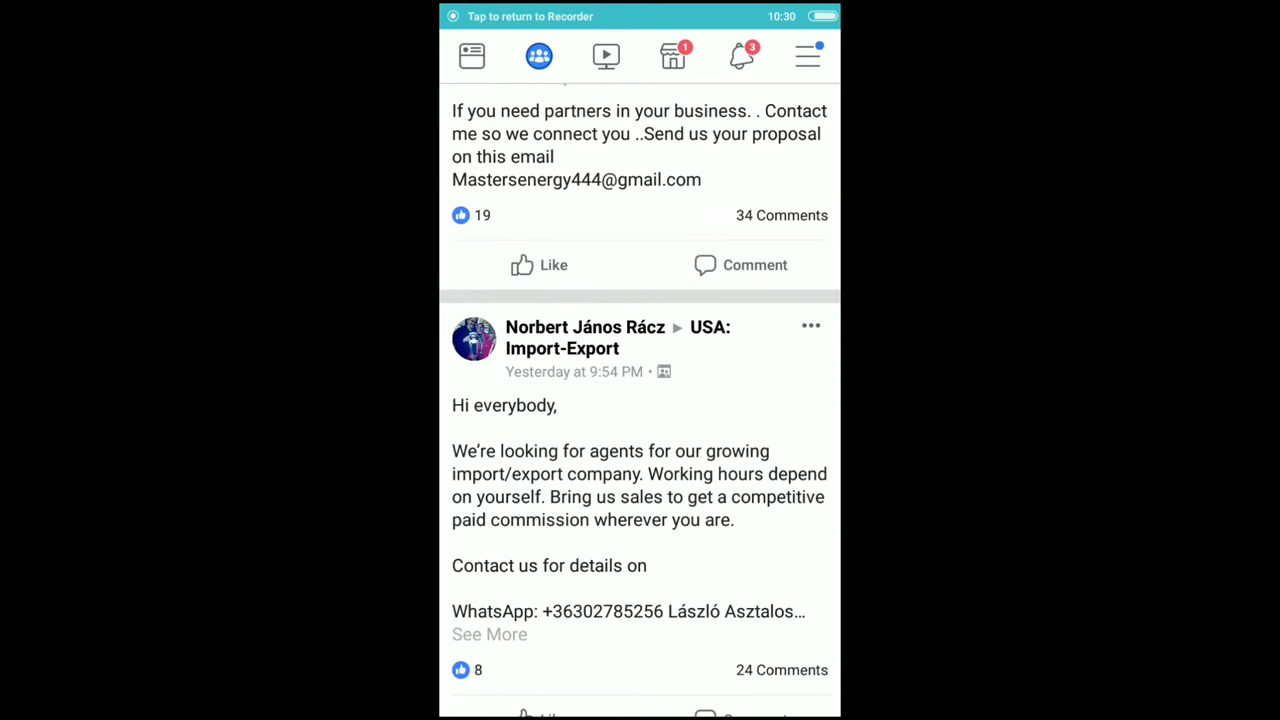 Tap to return to Recorder
10:30
1
3
If you need partners in your business. . Contact
me so we connect you ..Send us your proposal
on this email
Mastersenergy444@gmail.com
19
34 Comments
Like
Comment
Norbert János Rácz ▸ USA:
Import-Export
Yesterday at 9:54 PM •
Hi everybody,
We’re looking for agents for our growing
import/export company. Working hours depend
on yourself. Bring us sales to get a competitive
paid commission wherever you are.
Contact us for details on
WhatsApp: +36302785256 László Asztalos…
See More
8
24 Comments